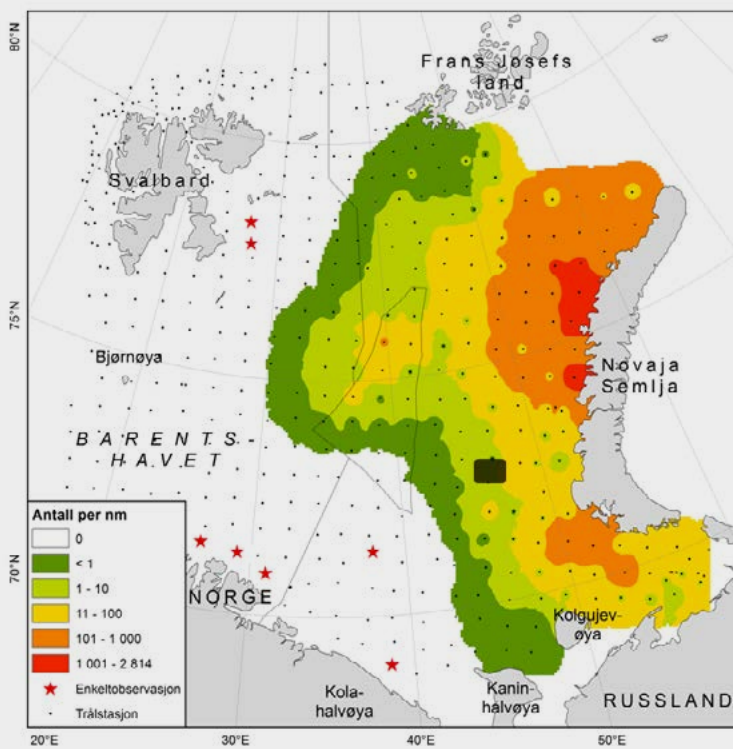 80°N
Frans Josefs
land
Svalbard
75°N
Bjørnøya
Novaja
Semlja
BARENTS-
HAVET
Antall per nm
0
< 1
1 - 10
11 - 100
101 - 1 000
1 001 - 2 814
Enkeltobservasjon
Trålstasjon
70°N
NORGE
Kolgujev-
øya
Kola-
halvøya
Kanin-
halvøya
RUSSLAND
20°E
30°E
40°E
50°E